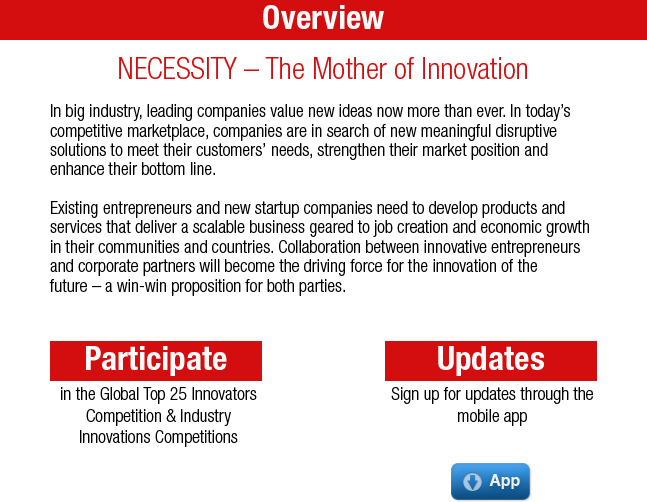 Overview
NECESSITY – The Mother of Innovation
In big industry, leading companies value new ideas now more than ever. In today’s
competitive marketplace, companies are in search of new meaningful disruptive
solutions to meet their customers’ needs, strengthen their market position and
enhance their bottom line.
Existing entrepreneurs and new startup companies need to develop products and
services that deliver a scalable business geared to job creation and economic growth
in their communities and countries. Collaboration between innovative entrepreneurs
and corporate partners will become the driving force for the innovation of the
future – a win-win proposition for both parties.
Participate
in the Global Top 25 Innovators
Competition & Industry
Innovations Competitions
Updates
Sign up for updates through the
mobile app
App